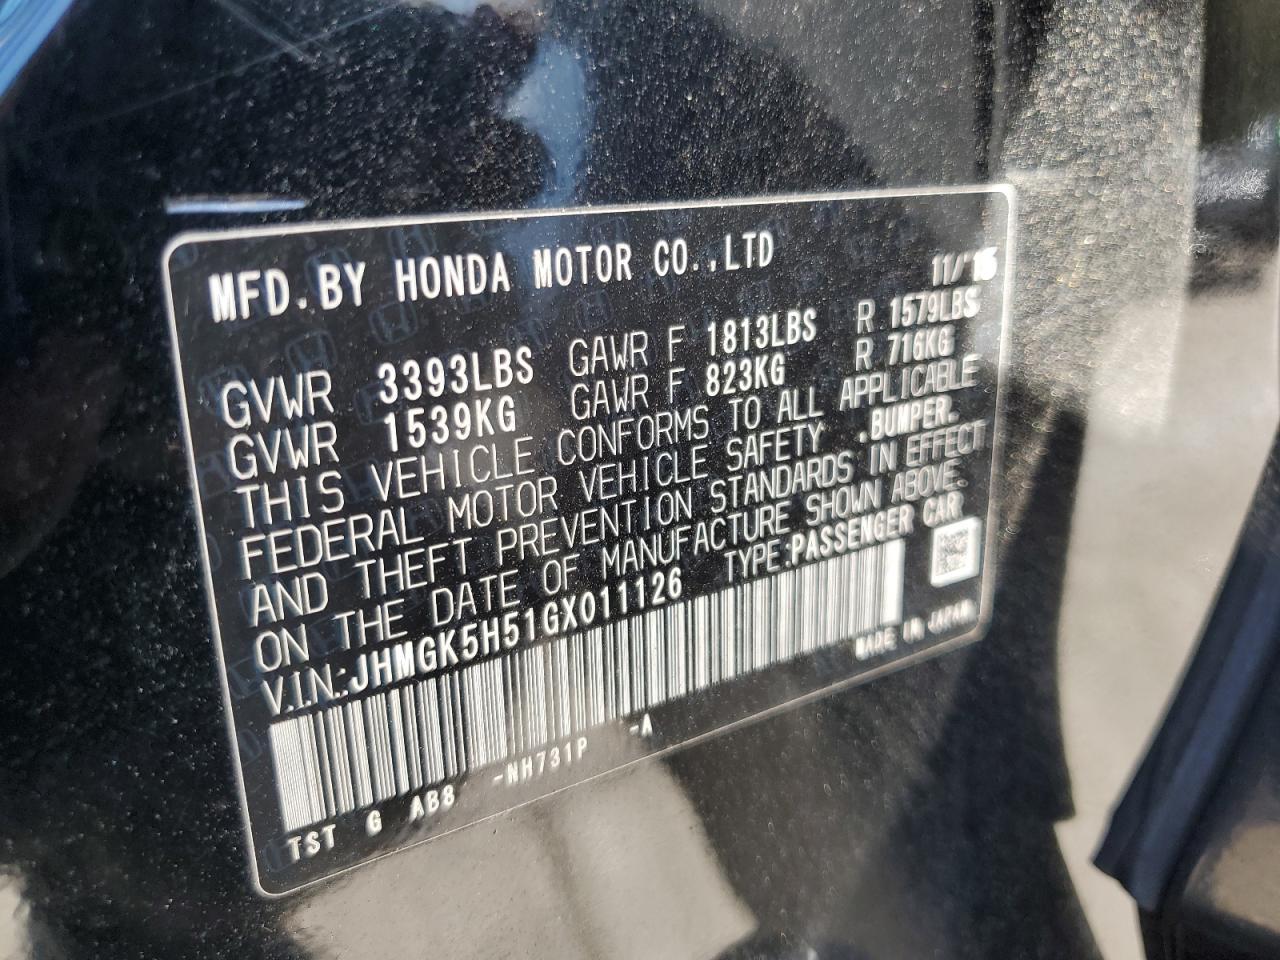 MFD.BY HONDA MOTOR CO.,LTD 11/'15
GVWR 3393LBS GAWR F 1813LBS R 1579LBS
GVWR 1539KG GAWR F 823KG R 716KG
THIS VEHICLE CONFORMS TO ALL APPLICABLE
FEDERAL MOTOR VEHICLE SAFETY ,BUMPER,
AND THEFT PREVENTION STANDARDS IN EFFECT
ON THE DATE OF MANUFACTURE SHOWN ABOVE.
V.I.N.:JHMGK5H51GX011126 TYPE:PASSENGER CAR
MADE IN JAPAN
TST G AB8 -NH731P -A